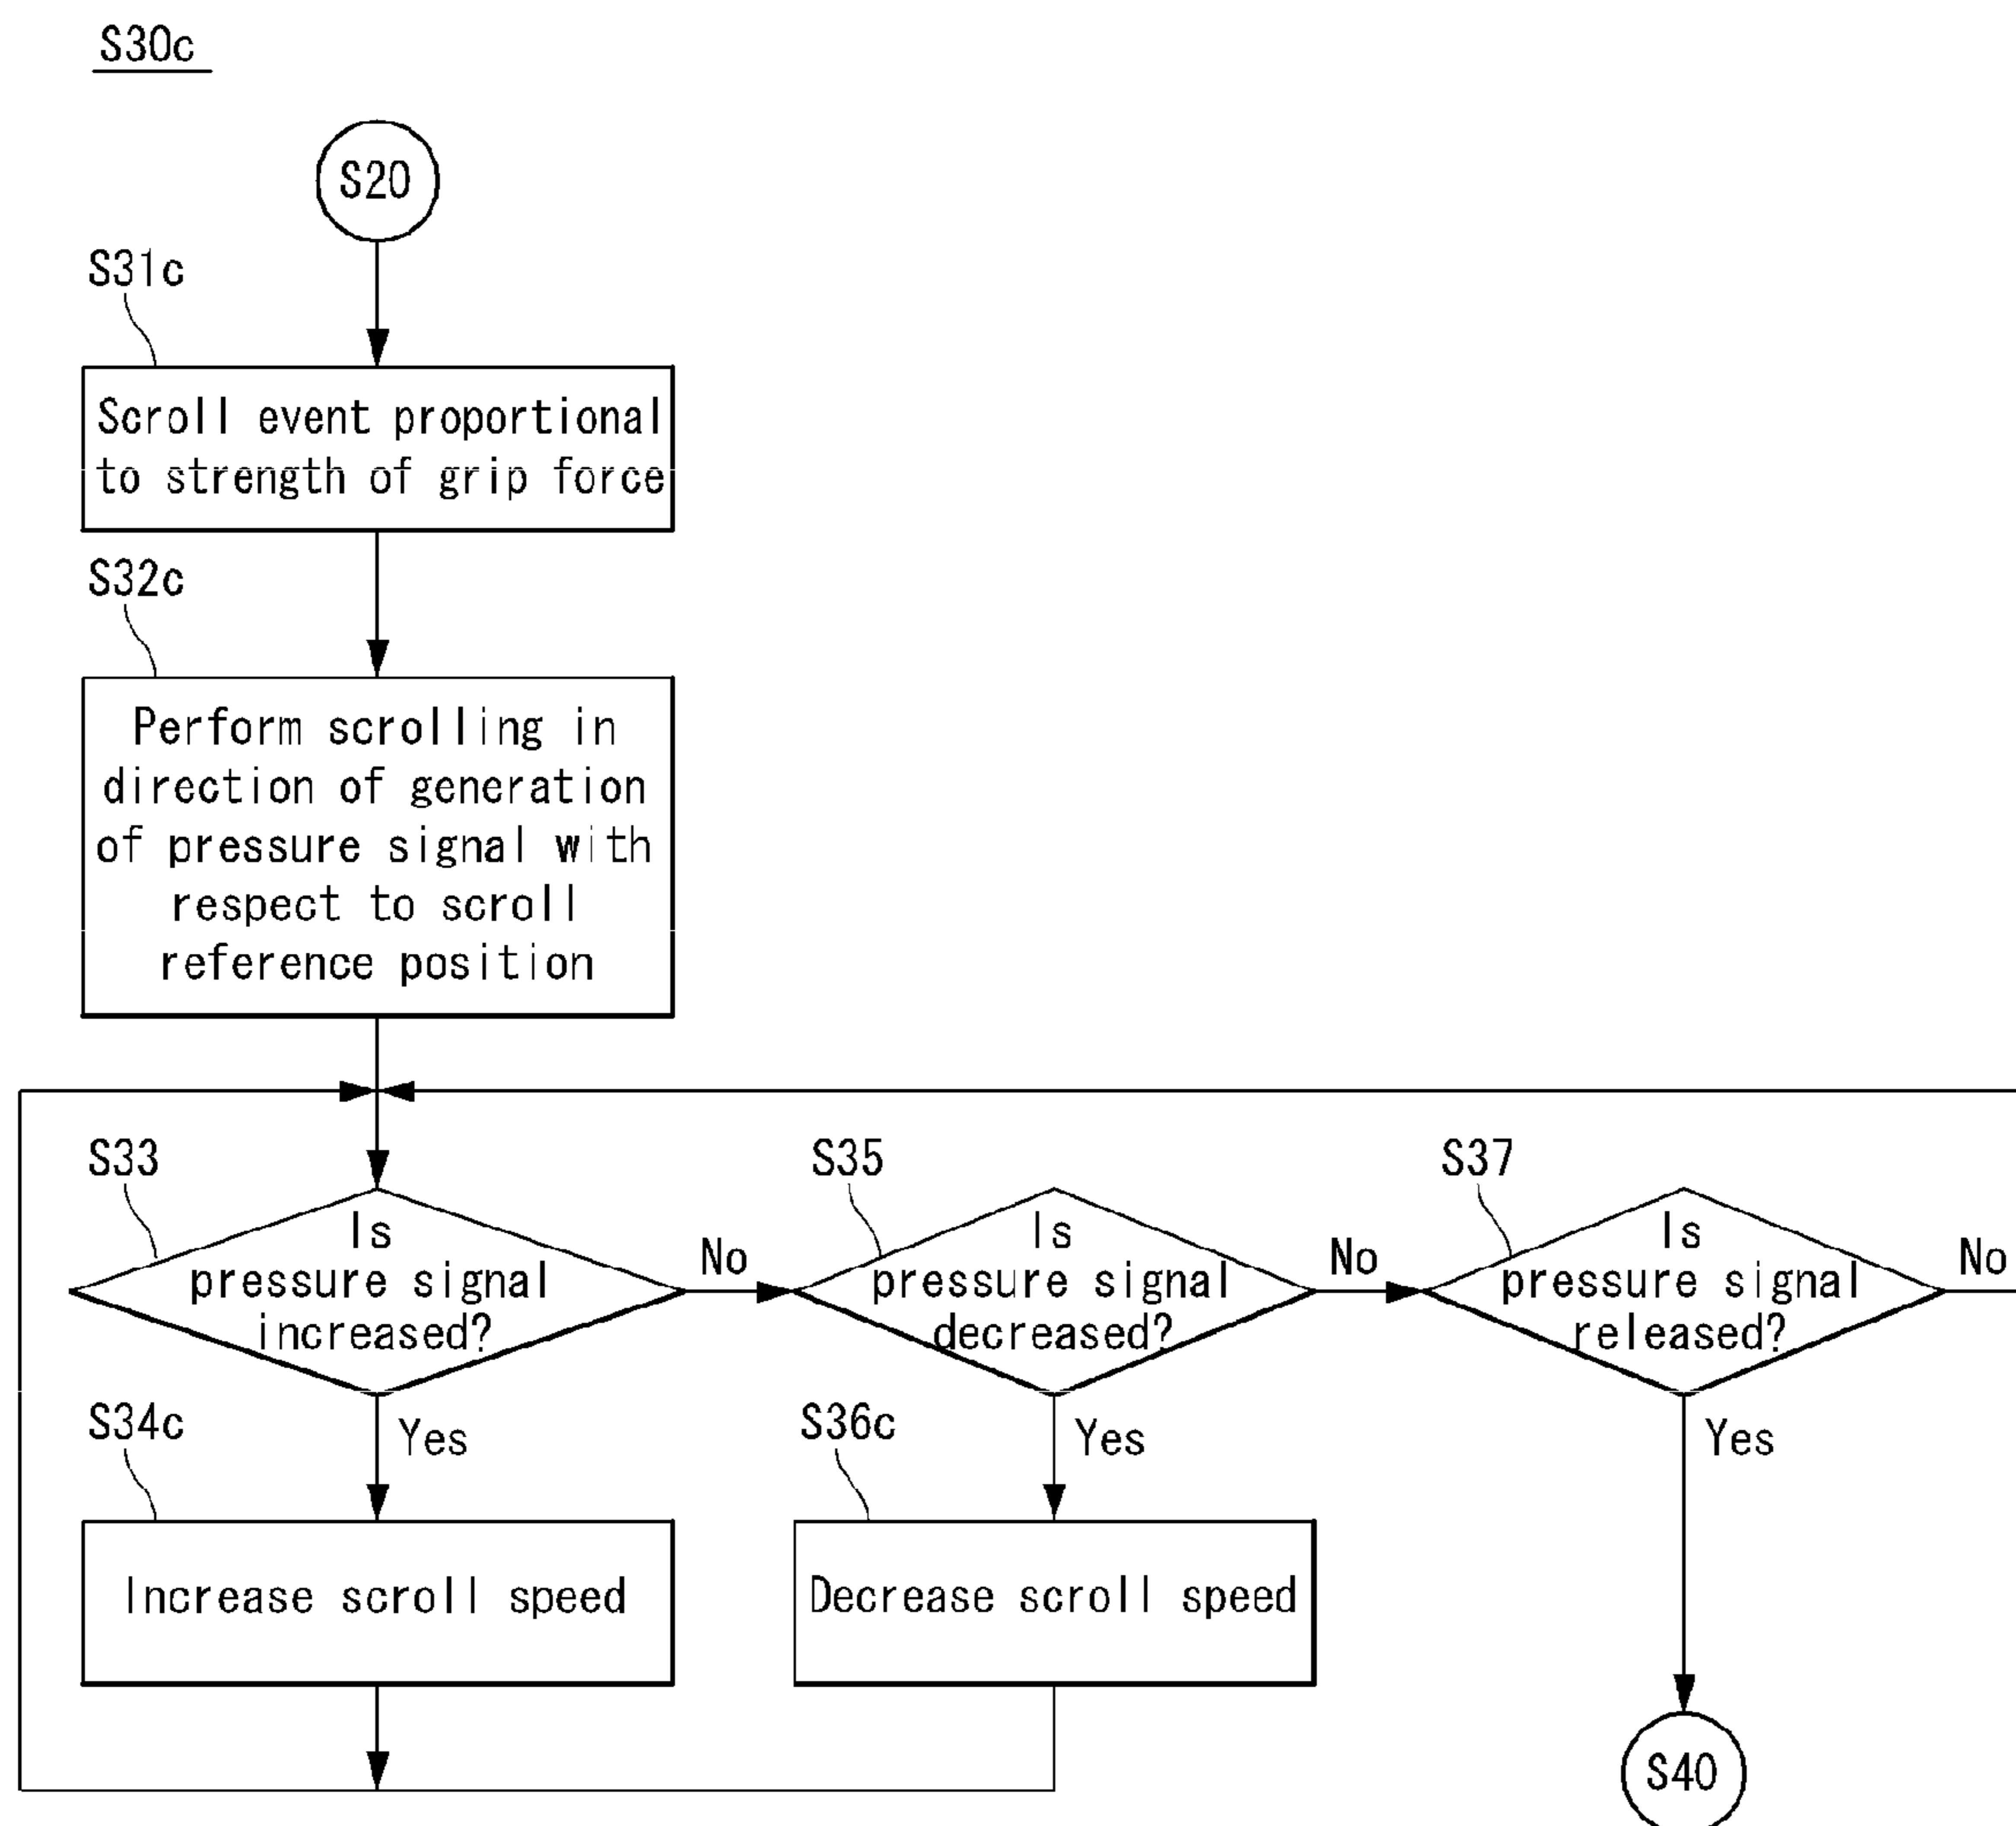 S30c
S20
S31c
Scroll event proportional
to strength of grip force
S32c
Perform scrolling in
direction of generation
of pressure signal with
respect to scroll
reference position
S33
Is
pressure signal
increased?
No
S35
Is
pressure signal
decreased?
No
S37
Is
pressure signal
released?
No
S34c
Yes
Increase scroll speed
S36c
Yes
Decrease scroll speed
Yes
S40